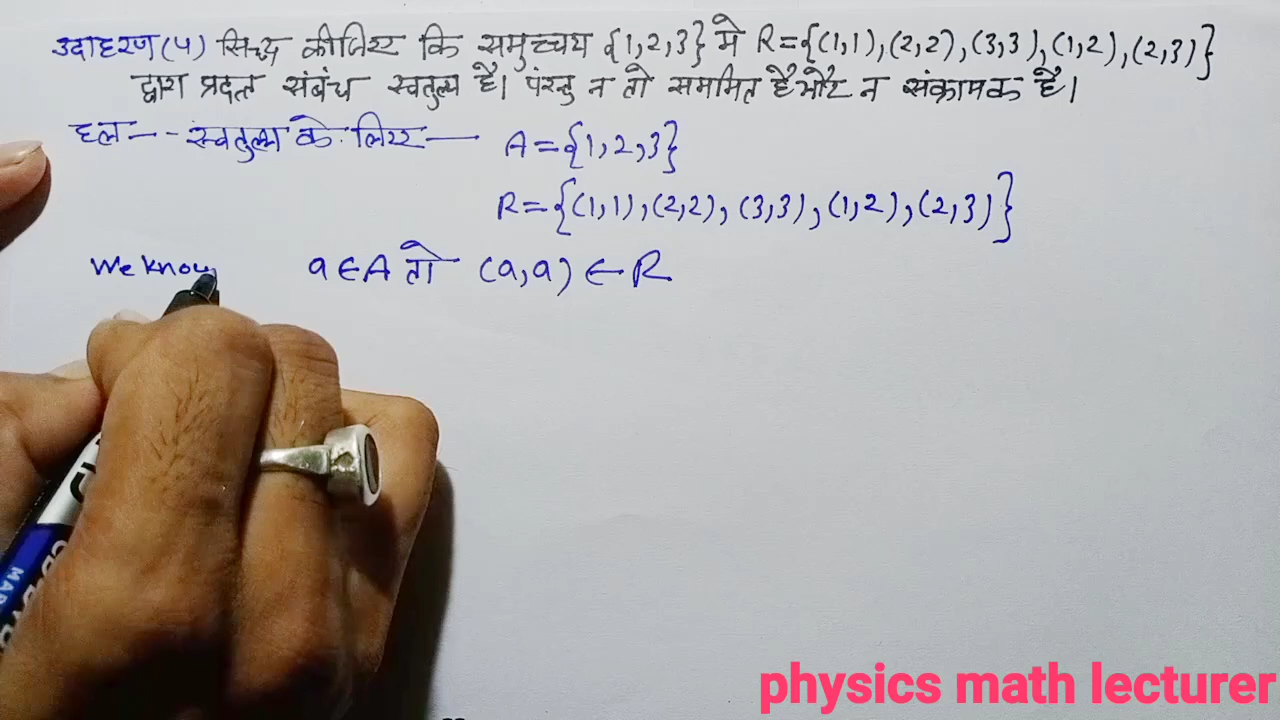 उदाहरण(५) सिद्ध कीजिए कि समुच्चय {1,2,3} मे R={(1,1),(2,2),(3,3),(1,2),(2,3)}
द्वारा प्रदत्त संबंध स्वतुल्य है। परंन्तु न तो सममित है और न संक्रामक है।
हल-- स्वतुल्य के लिए— A={1,2,3}
R={(1,1),(2,2),(3,3),(1,2),(2,3)}
We know a∈A तो (a,a)∈R
physics math lecturer